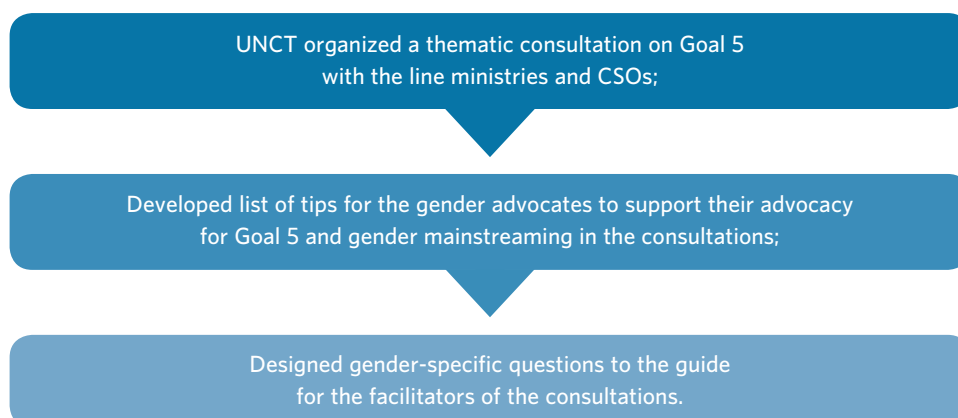 UNCT organized a thematic consultation on Goal 5
with the line ministries and CSOs;
Developed list of tips for the gender advocates to support their advocacy
for Goal 5 and gender mainstreaming in the consultations;
Designed gender-specific questions to the guide
for the facilitators of the consultations.